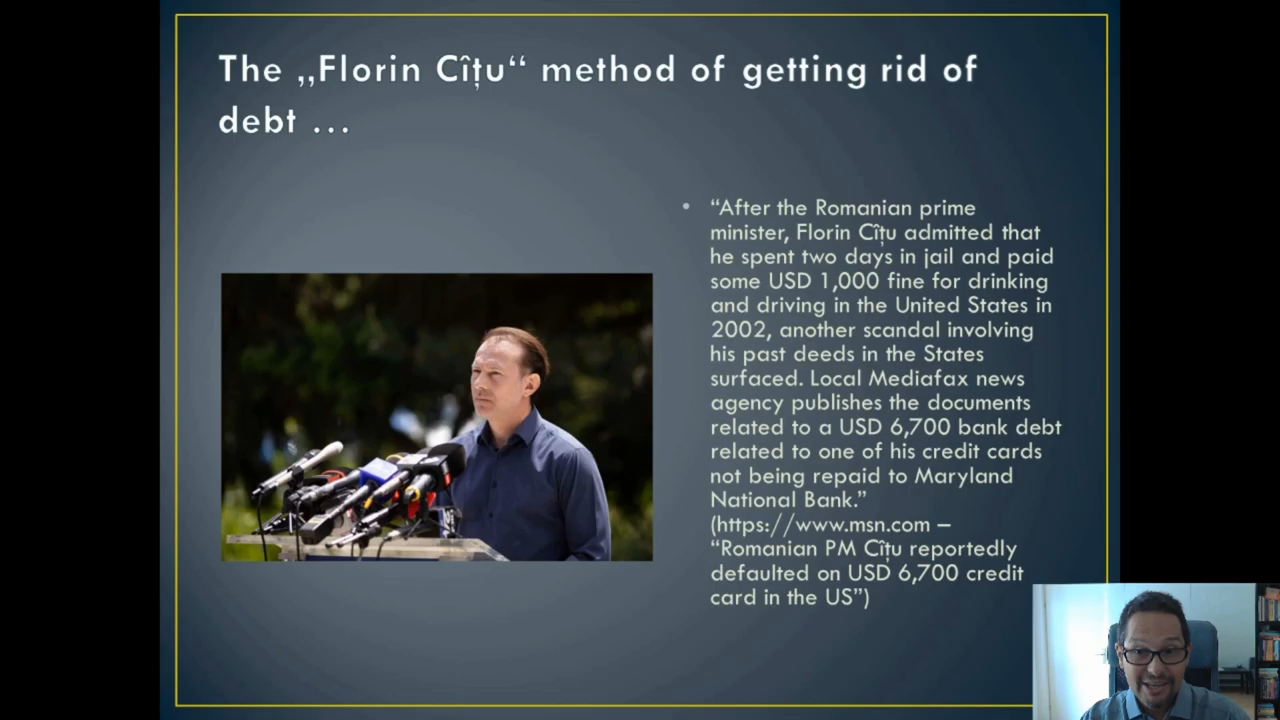 The „Florin Cîțu“ method of getting rid of
debt …
• “After the Romanian prime
minister, Florin Cîțu admitted that
he spent two days in jail and paid
some USD 1,000 fine for drinking
and driving in the United States in
2002, another scandal involving
his past deeds in the States
surfaced. Local Mediafax news
agency publishes the documents
related to a USD 6,700 bank debt
related to one of his credit cards
not being repaid to Maryland
National Bank.”
(https://www.msn.com –
“Romanian PM Cîțu reportedly
defaulted on USD 6,700 credit
card in the US”)